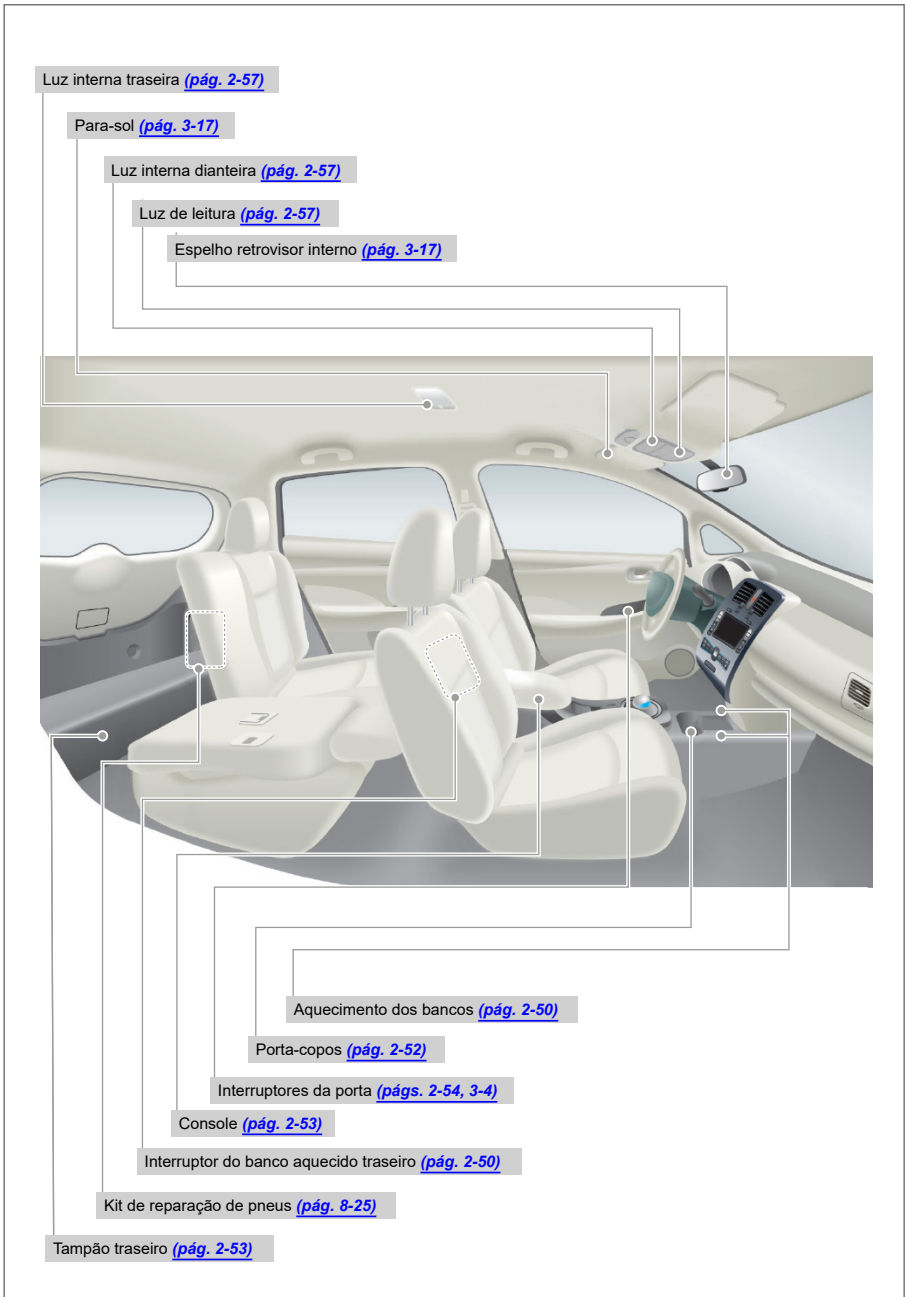 Luz interna traseira (pág. 2-57)
Para-sol (pág. 3-17)
Luz interna dianteira (pág. 2-57)
Luz de leitura (pág. 2-57)
Espelho retrovisor interno (pág. 3-17)
Aquecimento dos bancos (pág. 2-50)
Porta-copos (pág. 2-52)
Interruptores da porta (págs. 2-54, 3-4)
Console (pág. 2-53)
Interruptor do banco aquecido traseiro (pág. 2-50)
Kit de reparação de pneus (pág. 8-25)
Tampão traseiro (pág. 2-53)